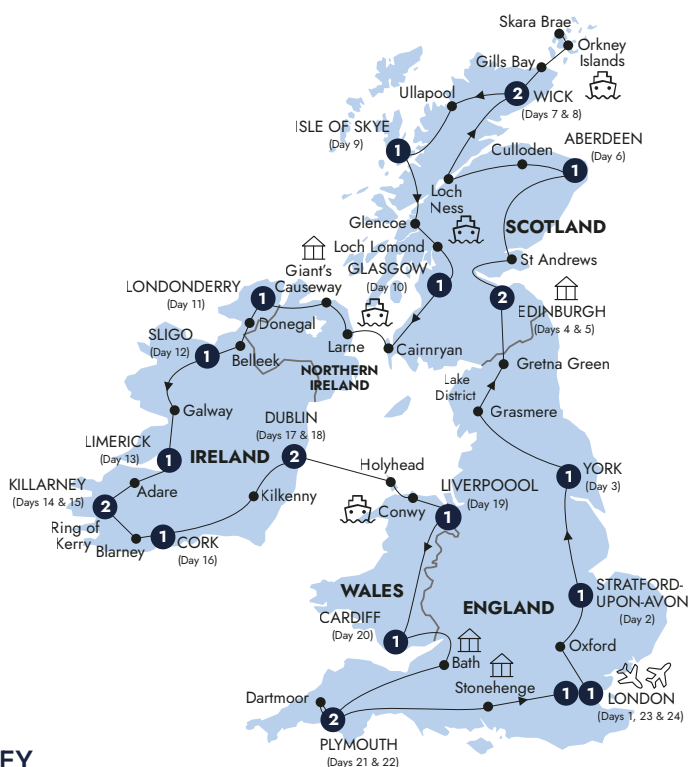 Skara Brae
Orkney
Islands
Gills Bay
Ullapool
2
WICK
(Days 7 & 8)
ISLE OF SKYE
(Day 9)
1
ABERDEEN
(Day 6)
1
Culloden
Loch
Ness
Glencoe
SCOTLAND
Loch Lomond
St Andrews
GLASGOW
(Day 10)
1
2
EDINBURGH
(Days 4 & 5)
Giant's
Causeway
LONDONDERRY
(Day 11)
1
Donegal
SLIGO
(Day 12)
1
Belleek
Larne
Cairnryan
NORTHERN
IRELAND
Gretna Green
Lake
District
Grasmere
Galway
DUBLIN
(Days 17 & 18)
2
LIMERICK
(Day 13)
1
IRELAND
Holyhead
YORK
(Day 3)
1
KILLARNEY
(Days 14 & 15)
2
Adare
Kilkenny
Conwy
LIVERPOOOL
(Day 19)
1
Ring of
Kerry
Blarney
1
CORK
(Day 16)
WALES
ENGLAND
1
STRATFORD-
UPON-AVON
(Day 2)
CARDIFF
(Day 20)
1
Oxford
Bath
Stonehenge
1
1
LONDON
(Days 1, 23 & 24)
Dartmoor
2
PLYMOUTH
(Days 21 & 22)